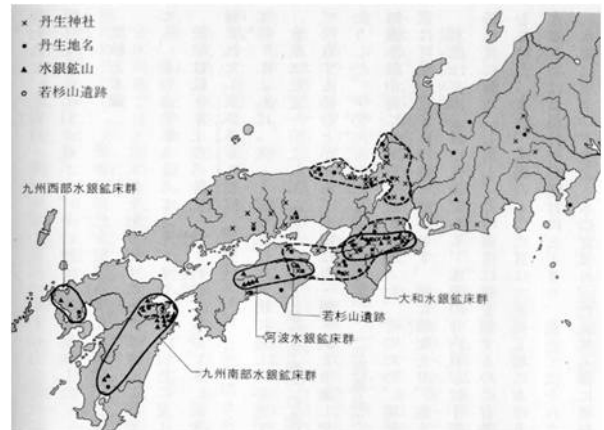 × 丹生神社
• 丹生地名
▲ 水銀鉱山
○ 若杉山遺跡
九州西部水銀鉱床群
大和水銀鉱床群
若杉山遺跡
阿波水銀鉱床群
九州南部水銀鉱床群